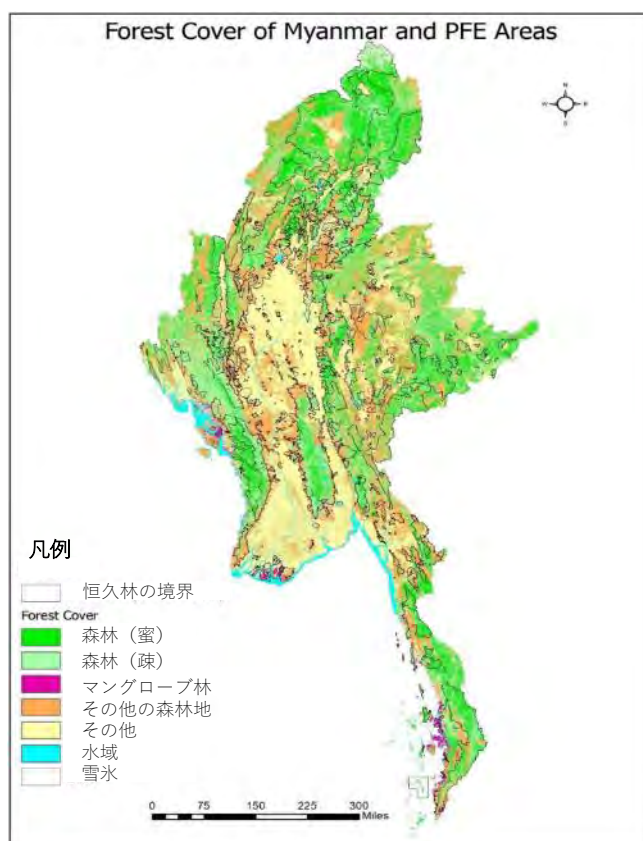 Forest Cover of Myanmar and PFE Areas
N
W E
S
凡例
恒久林の境界
Forest Cover
森林（蜜）
森林（疎）
マングローブ林
その他の森林地
その他
水域
雪氷
0 75 150 225 300
Miles